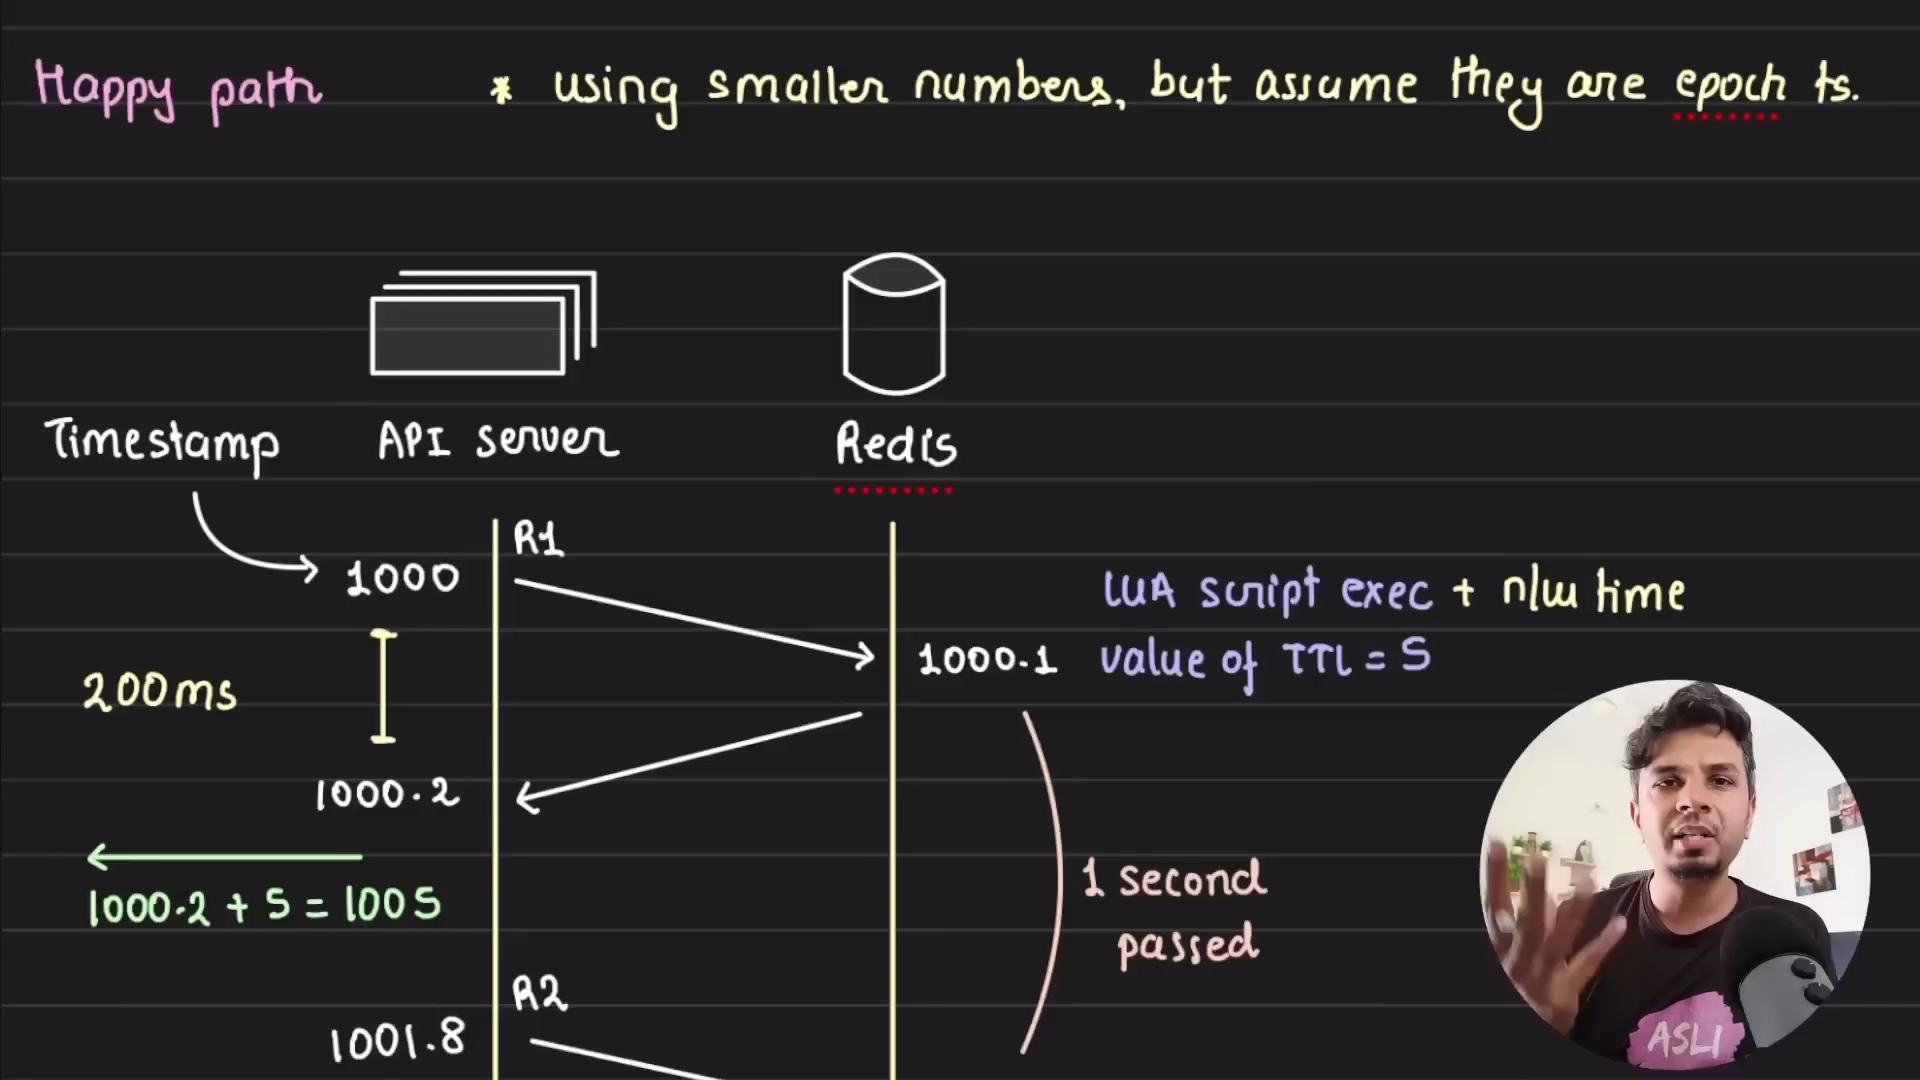 Happy path
* using smaller numbers, but assume they are epoch ts.
Timestamp
API server
Redis
R1
1000
LUA script exec + n/w time
1000.1 value of TTL = 5
200ms
1000.2
1000.2 + 5 = 1005
1 second
passed
R2
1001.8
ASLI